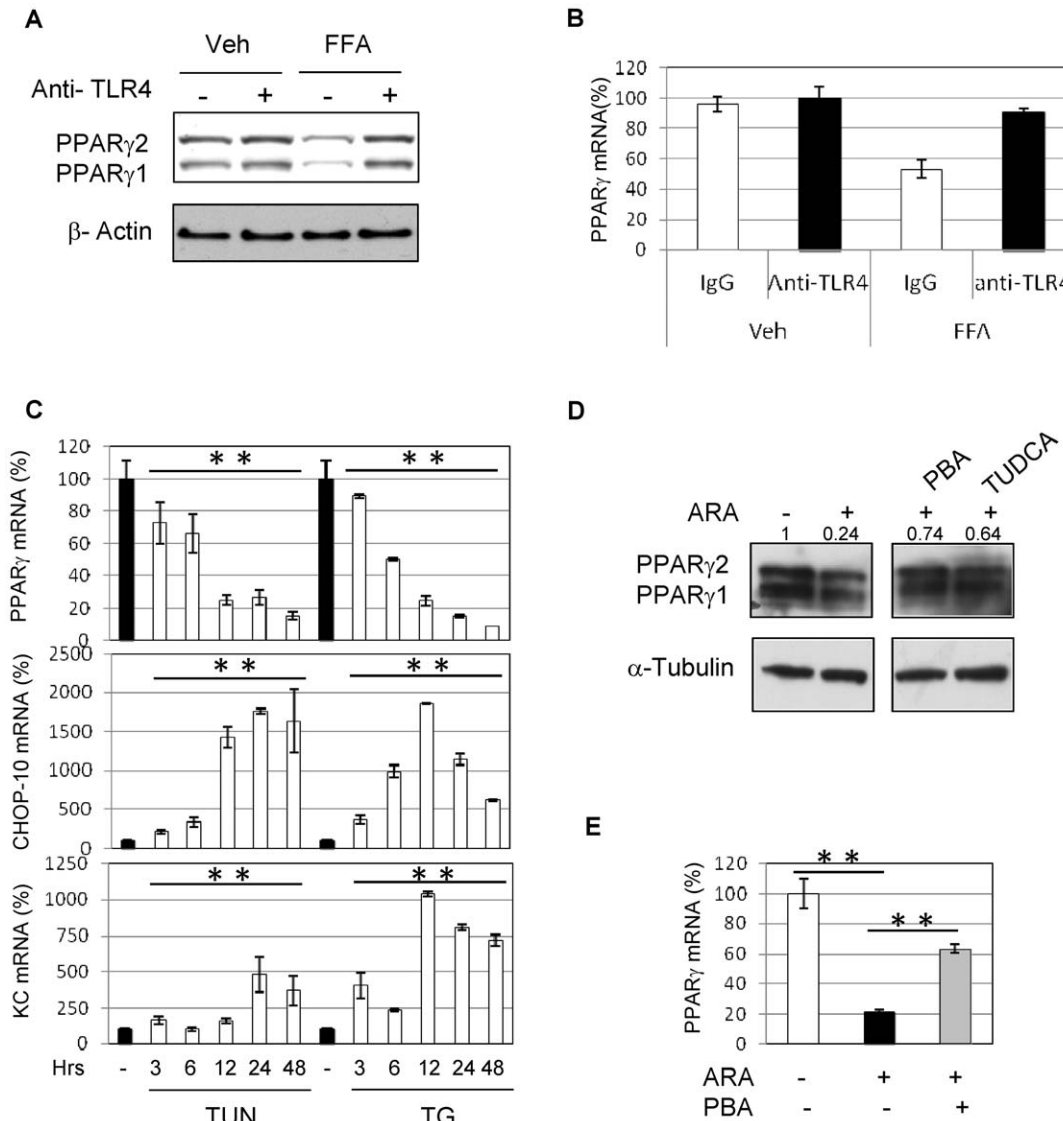 A
Veh FFA
Anti- TLR4 - + - +
PPARγ2
PPARγ1
β- Actin
B
PPARγ mRNA(%)
120
100
80
60
40
20
0
IgG Anti-TLR4 IgG anti-TLR4
Veh FFA
C
PPARγ mRNA (%)
120
100
80
60
40
20
0
* * * *
CHOP-10 mRNA (%)
2500
2000
1500
1000
500
0
* * * *
KC mRNA (%)
1250
1000
750
500
250
0
* * * *
Hrs - 3 6 12 24 48 - 3 6 12 24 48
TUN TG
D
PBA TUDCA
ARA - + + +
1 0.24 0.74 0.64
PPARγ2
PPARγ1
α-Tubulin
E
PPARγ mRNA (%)
120
100
80
60
40
20
0
* *
* *
ARA - + +
PBA - - +